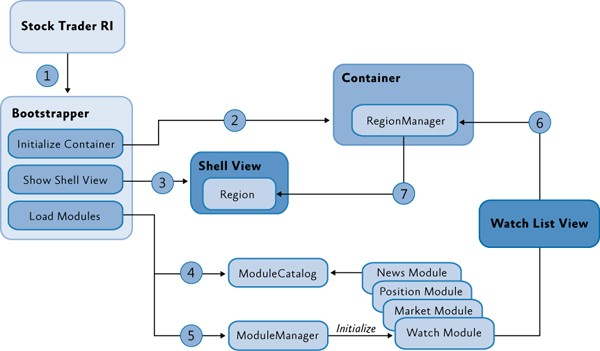 Stock Trader RI
1
Bootstrapper
Initialize Container
Show Shell View
Load Modules
2
Container
RegionManager
6
3
Shell View
Region
7
Watch List View
4
ModuleCatalog
News Module
Position Module
Market Module
Watch Module
5
ModuleManager
Initialize